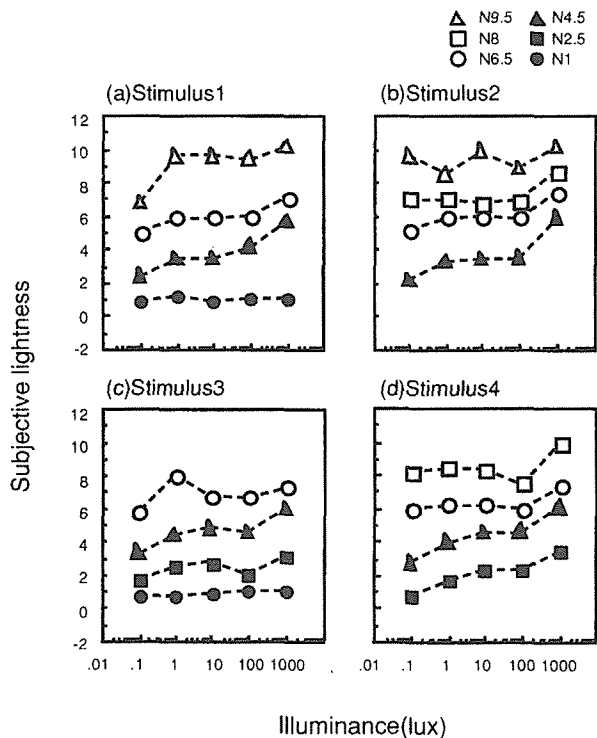 N9.5 N4.5
N8 N2.5
N6.5 N1
(a)Stimulus1 (b)Stimulus2
12
10
8
6
4
2
0
-2
(c)Stimulus3 (d)Stimulus4
12
10
8
6
4
2
0
-2
.01 .1 1 10 100 1000 .01 .1 1 10 100 1000
Subjective lightness
Illuminance(lux)